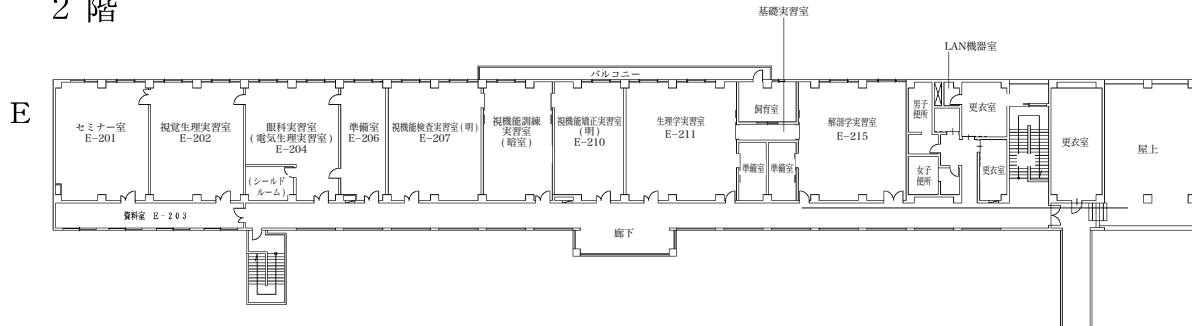 2 階
基礎実習室
LAN機器室
バルコニー
E
セミナー室
E-201
視覚生理実習室
E-202
眼科実習室
(電気生理実習室)
E-204
(シールド
ルーム)
準備室
E-206
視機能検査実習室(明)
E-207
視機能訓練
実習室
(暗室)
視機能矯正実習室
(明)
E-210
生理学実習室
E-211
飼育室
準備室
準備室
解剖学実習室
E-215
男子
便所
女子
便所
更衣室
更衣室
更衣室
屋上
資料室 E-203
廊下